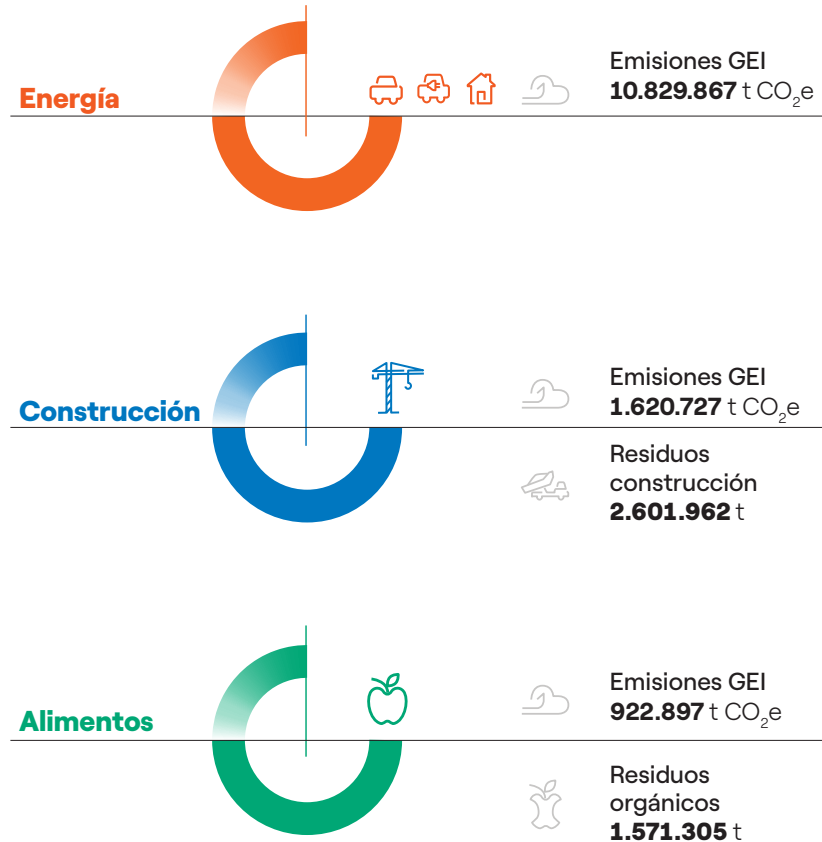 Energía
Emisiones GEI
10.829.867 t CO₂e
Construcción
Emisiones GEI
1.620.727 t CO₂e
Residuos
construcción
2.601.962 t
Alimentos
Emisiones GEI
922.897 t CO₂e
Residuos
orgánicos
1.571.305 t